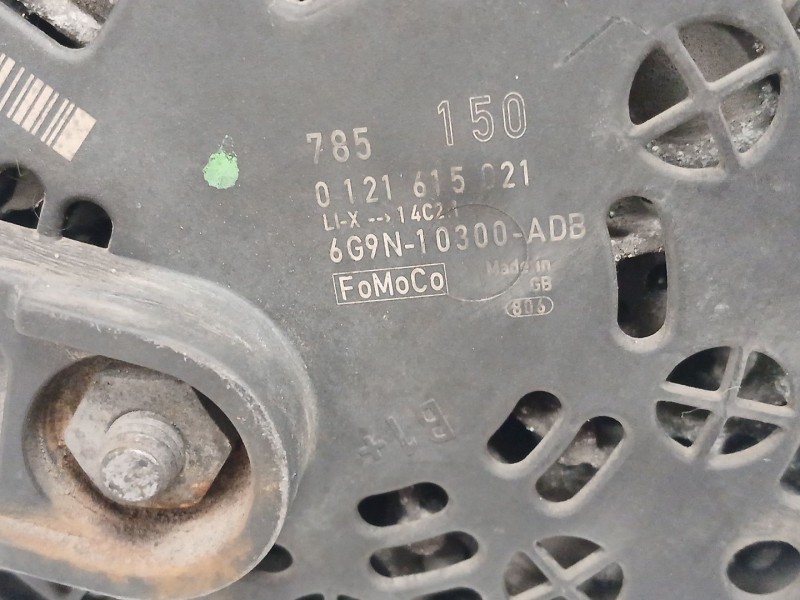 785 150
0 121 615 021
LI-X --> 14C21
6G9N-10300-ADB
FoMoCo
Made in
GB
806
B1+